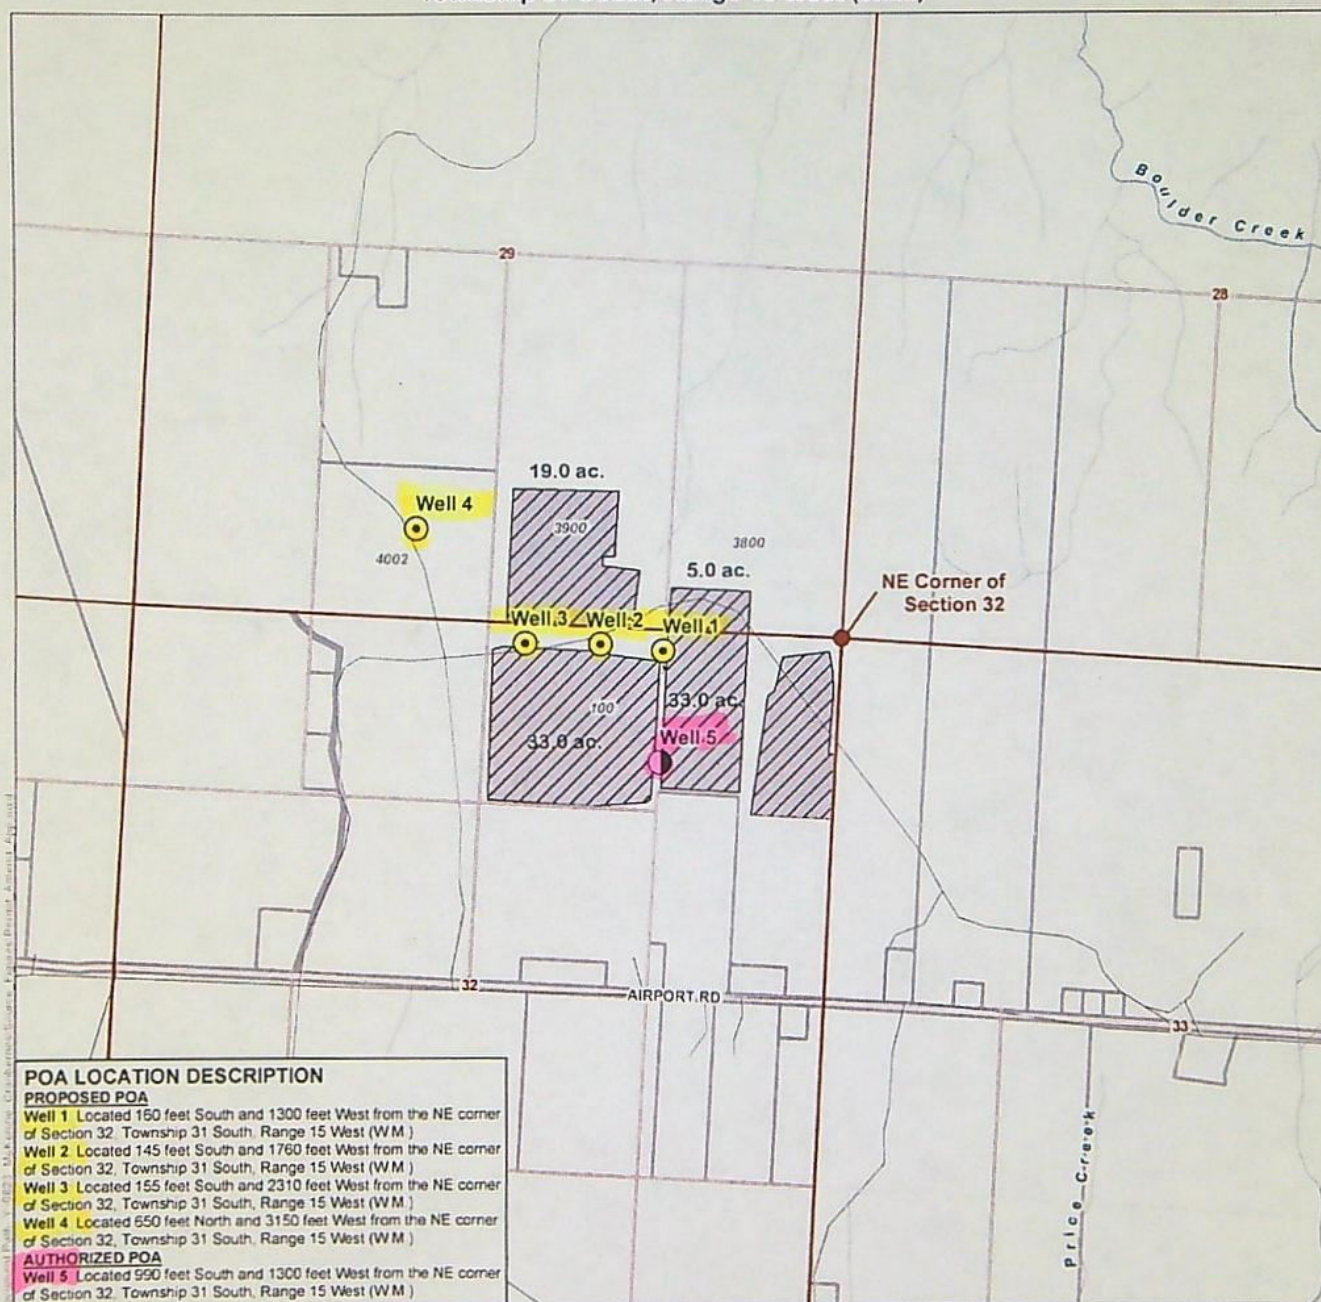 29
Boulder Creek
28
19.0 ac.
Well 4
3900
3800
4002
5.0 ac.
NE Corner of
Section 32
Well 3
Well 2
Well 1
33.0 ac.
100
Well 5
33.0 ac.
32
AIRPORT RD
33
Price Creek
POA LOCATION DESCRIPTION
PROPOSED POA
Well 1 Located 160 feet South and 1300 feet West from the NE corner
of Section 32, Township 31 South, Range 15 West (W.M.)
Well 2 Located 145 feet South and 1760 feet West from the NE corner
of Section 32, Township 31 South, Range 15 West (W.M.)
Well 3 Located 155 feet South and 2310 feet West from the NE corner
of Section 32, Township 31 South, Range 15 West (W.M.)
Well 4 Located 650 feet North and 3150 feet West from the NE corner
of Section 32, Township 31 South, Range 15 West (W.M.)
AUTHORIZED POA
Well 5 Located 990 feet South and 1300 feet West from the NE corner
of Section 32, Township 31 South, Range 15 West (W.M.)